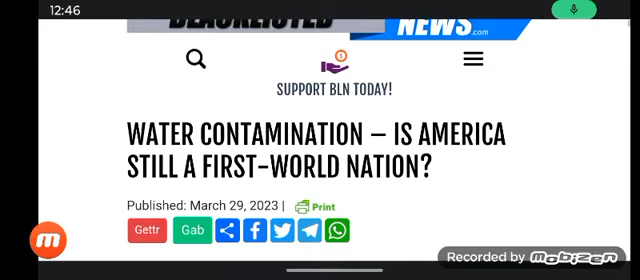 12:46
BLACKLISTED
NEWS.com
SUPPORT BLN TODAY!
WATER CONTAMINATION – IS AMERICA
STILL A FIRST-WORLD NATION?
Published: March 29, 2023 | Print
Gettr Gab
Recorded by mobizen